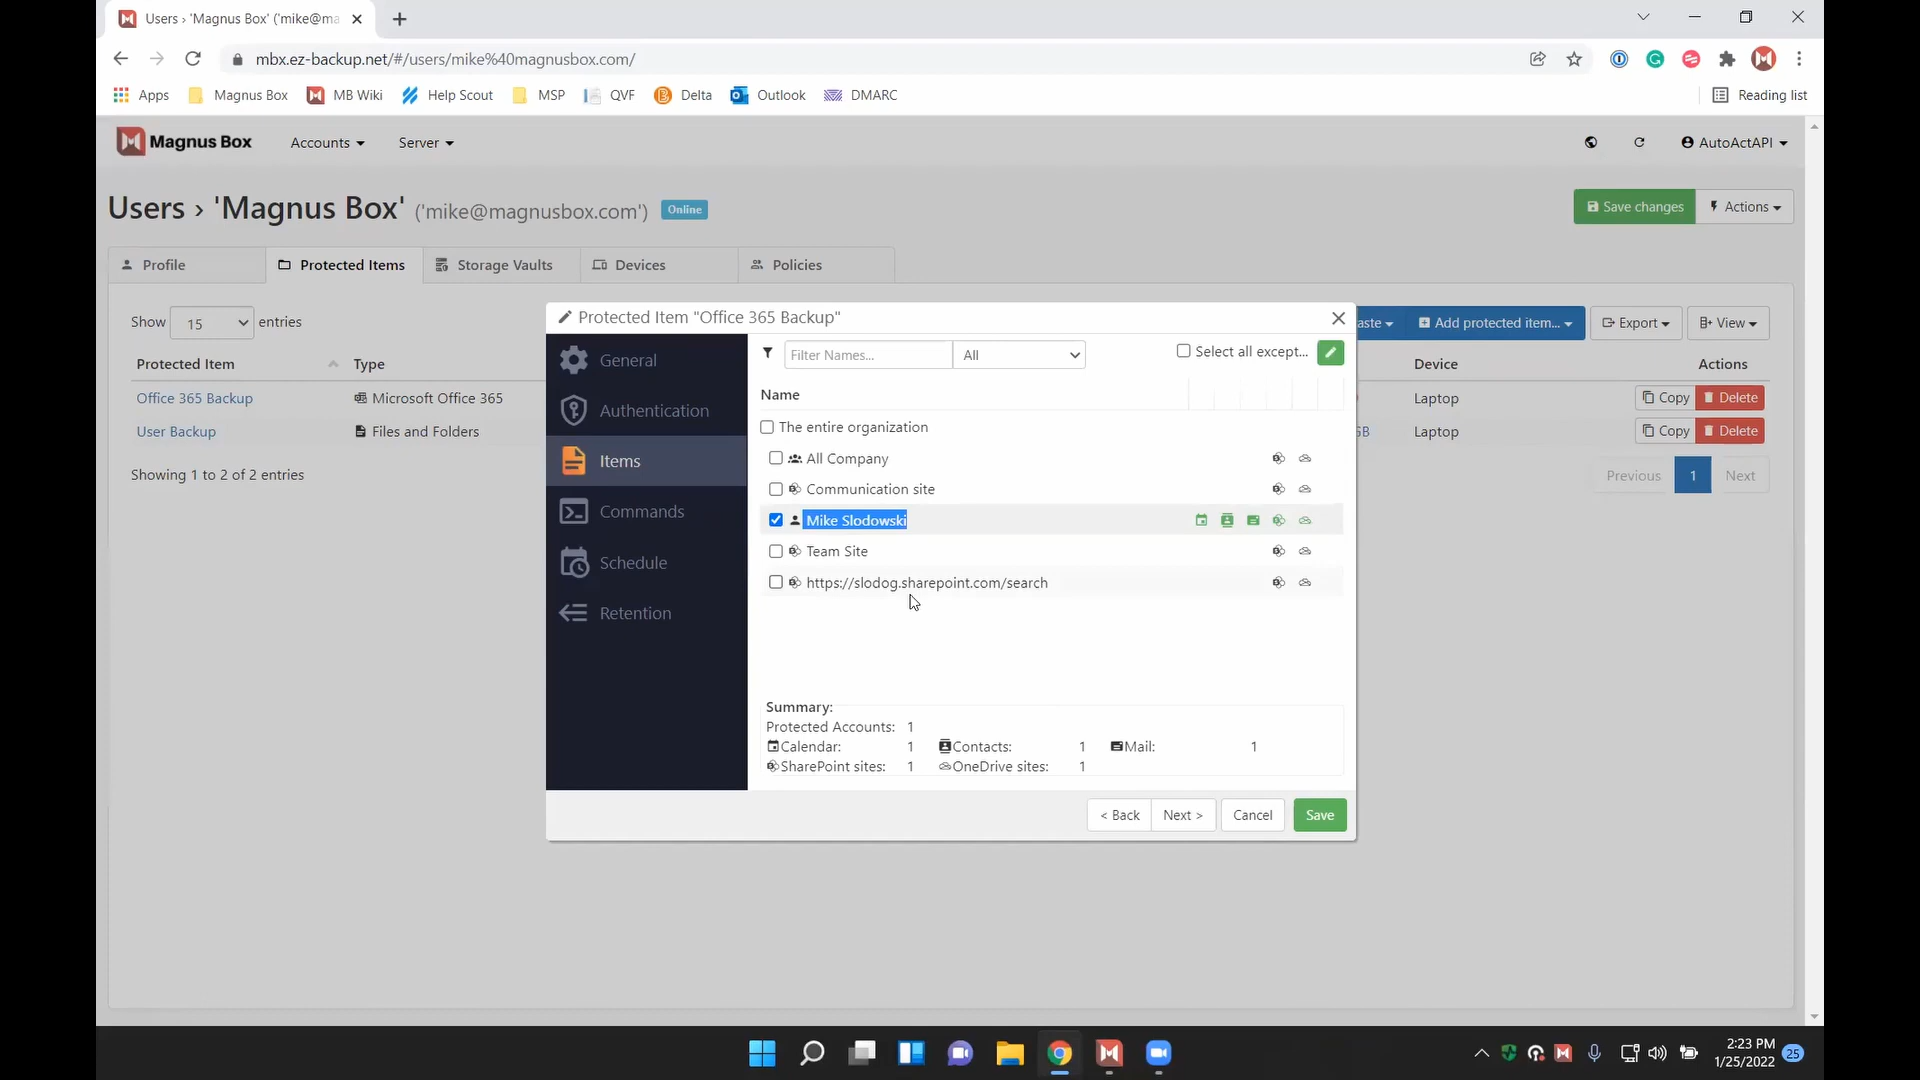 Users › 'Magnus Box' ('mike@ma
mbx.ez-backup.net/#/users/mike%40magnusbox.com/
Apps Magnus Box MB Wiki Help Scout MSP QVF Delta Outlook DMARC Reading list
Magnus Box Accounts Server AutoActAPI
Users › 'Magnus Box' ('mike@magnusbox.com') Online Save changes Actions
Profile Protected Items Storage Vaults Devices Policies
Show 15 entries
aste Add protected item... Export View
Protected Item Type Device Actions
Office 365 Backup Microsoft Office 365 Laptop Copy Delete
User Backup Files and Folders GB Laptop Copy Delete
Showing 1 to 2 of 2 entries Previous 1 Next
Protected Item "Office 365 Backup"
General
Authentication
Items
Commands
Schedule
Retention
Filter Names... All Select all except...
Name
The entire organization
All Company
Communication site
Mike Slodowski
Team Site
https://slodog.sharepoint.com/search
Summary:
Protected Accounts: 1
Calendar: 1 Contacts: 1 Mail: 1
SharePoint sites: 1 OneDrive sites: 1
< Back Next > Cancel Save
2:23 PM
1/25/2022 25